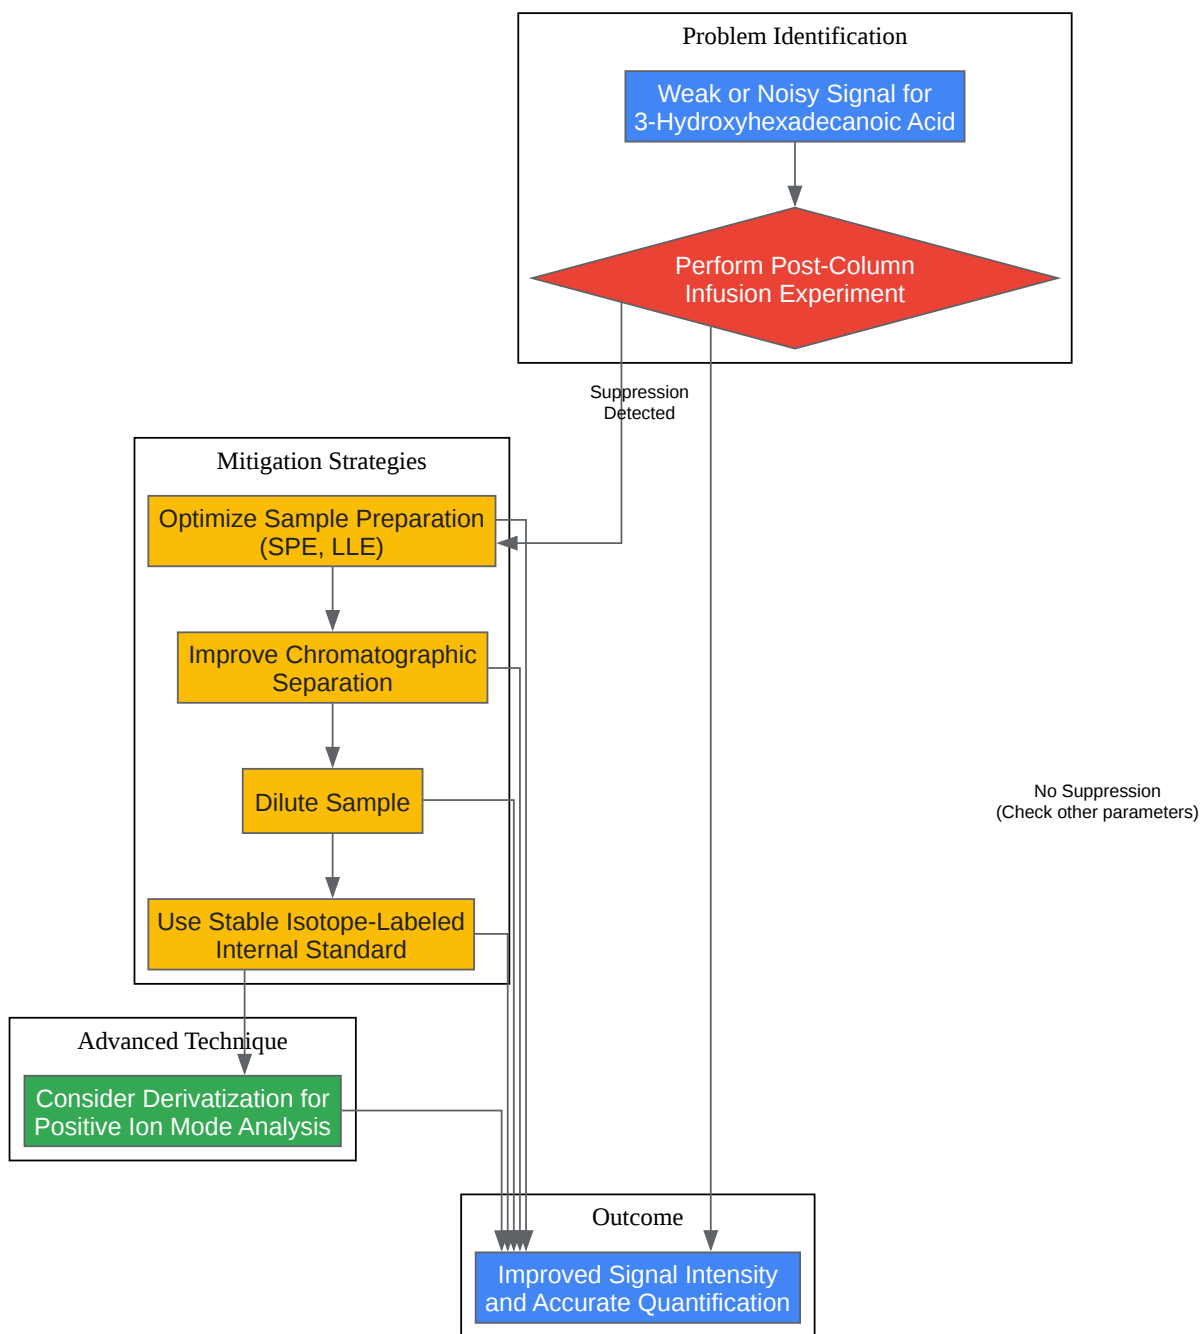 Problem Identification
Weak or Noisy Signal for
3-Hydroxyhexadecanoic Acid
Perform Post-Column
Infusion Experiment
Suppression
Detected
Mitigation Strategies
Optimize Sample Preparation
(SPE, LLE)
Improve Chromatographic
Separation
No Suppression
(Check other parameters)
Dilute Sample
Use Stable Isotope-Labeled
Internal Standard
Advanced Technique
Consider Derivatization for
Positive Ion Mode Analysis
Outcome
Improved Signal Intensity
and Accurate Quantification